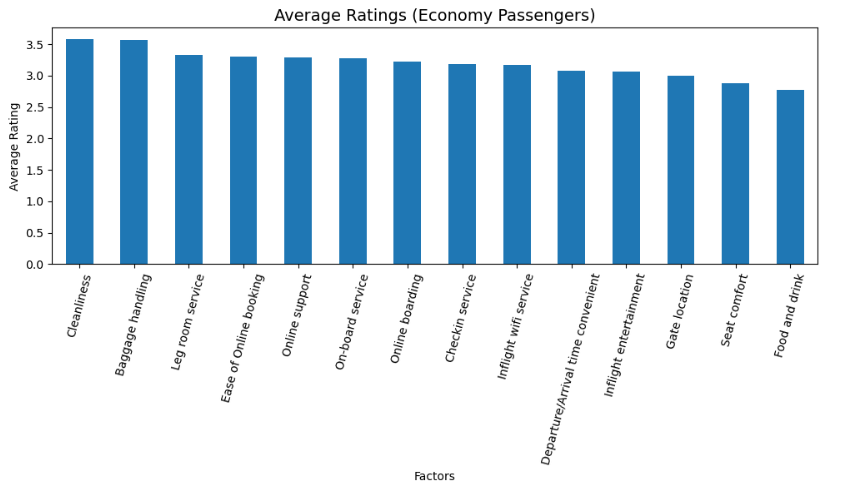 Average Ratings (Economy Passengers)
Average Rating
3.5
3.0
2.5
2.0
1.5
1.0
0.5
0.0
Cleanliness
Baggage handling
Leg room service
Ease of Online booking
Online support
On-board service
Online boarding
Checkin service
Inflight wifi service
Departure/Arrival time convenient
Inflight entertainment
Gate location
Seat comfort
Food and drink
Factors